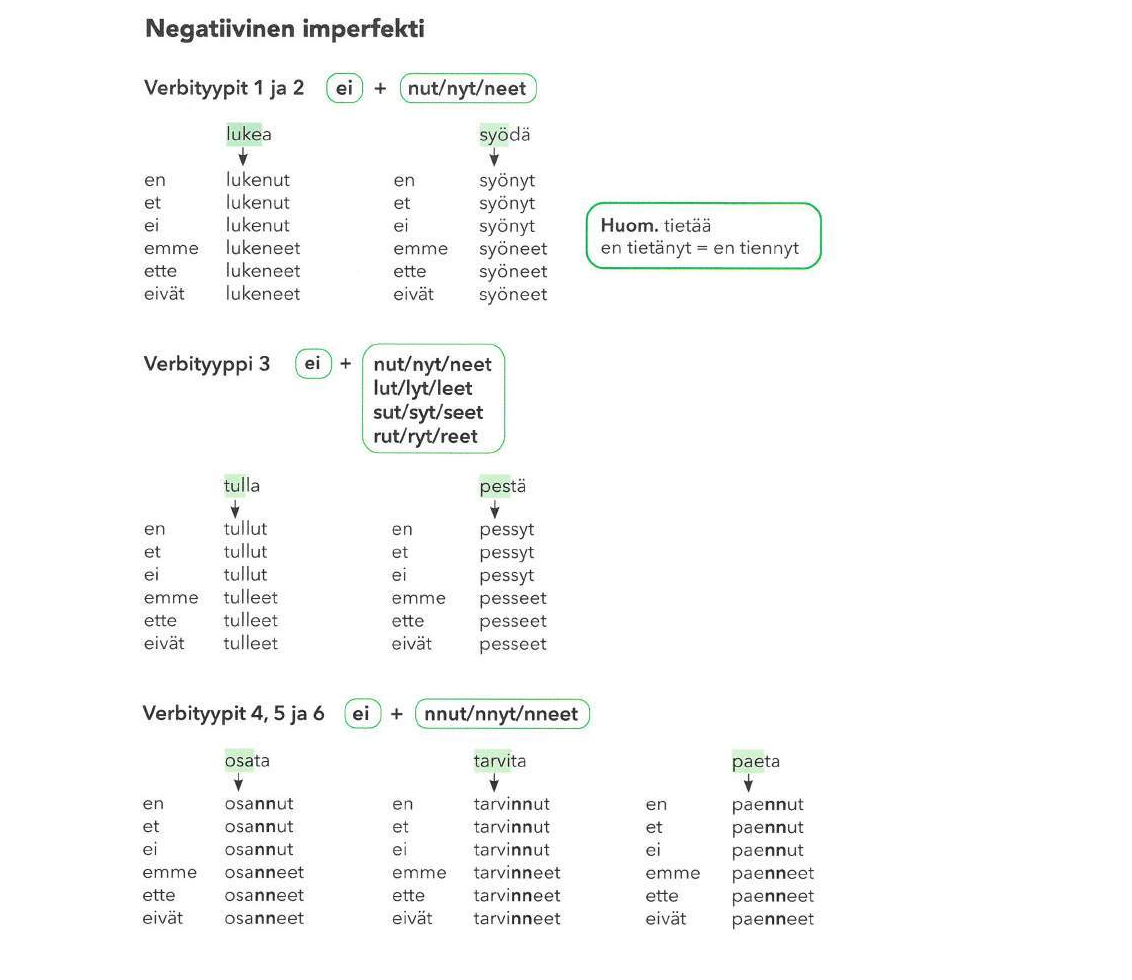 Negatiivinen imperfekti
Verbityypit 1 ja 2 ei + nut/nyt/neet
lukea syödä
en lukenut en syönyt
et lukenut et syönyt
ei lukenut ei syönyt
emme lukeneet emme syöneet
ette lukeneet ette syöneet
eivät lukeneet eivät syöneet
Huom. tietää
en tietänyt = en tiennyt
Verbityyppi 3 ei + nut/nyt/neet
lut/lyt/leet
sut/syt/seet
rut/ryt/reet
tulla pestä
en tullut en pessyt
et tullut et pessyt
ei tullut ei pessyt
emme tulleet emme pesseet
ette tulleet ette pesseet
eivät tulleet eivät pesseet
Verbityypit 4, 5 ja 6 ei + nnut/nnyt/nneet
osata tarvita paeta
en osannut en tarvinnut en paennut
et osannut et tarvinnut et paennut
ei osannut ei tarvinnut ei paennut
emme osanneet emme tarvinneet emme paenneet
ette osanneet ette tarvinneet ette paenneet
eivät osanneet eivät tarvinneet eivät paenneet